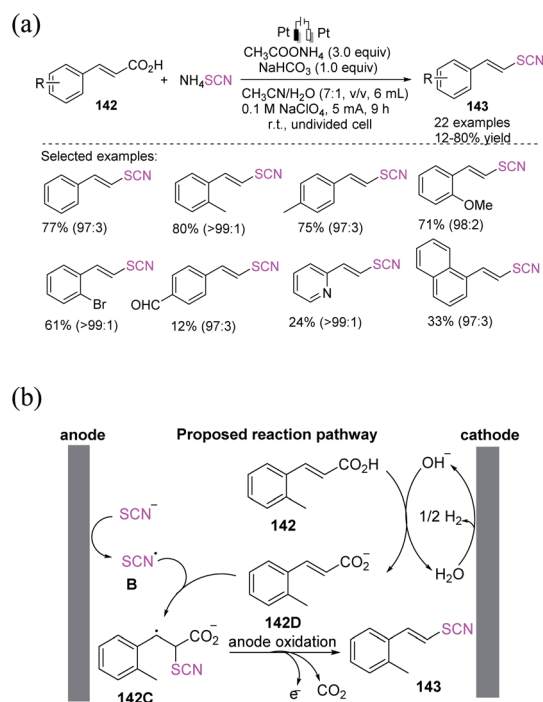 (a)
Pt Pt
CH₃COONH₄ (3.0 equiv)
NaHCO₃ (1.0 equiv)
R CO₂H + NH₄SCN R SCN
CH₃CN/H₂O (7:1, v/v, 6 mL)
0.1 M NaClO₄, 5 mA, 9 h
r.t., undivided cell
142 143
22 examples
12-80% yield
Selected examples:
SCN SCN SCN SCN
OMe
77% (97:3) 80% (>99:1) 75% (97:3) 71% (98:2)
SCN SCN SCN SCN
Br OHC N
61% (>99:1) 12% (97:3) 24% (>99:1) 33% (97:3)
(b)
anode Proposed reaction pathway cathode
CO₂H OH⁻
SCN⁻ 142 1/2 H₂
SCN• CO₂⁻ H₂O
B 142D
• CO₂⁻ anode oxidation SCN
SCN
142C e⁻ CO₂ 143